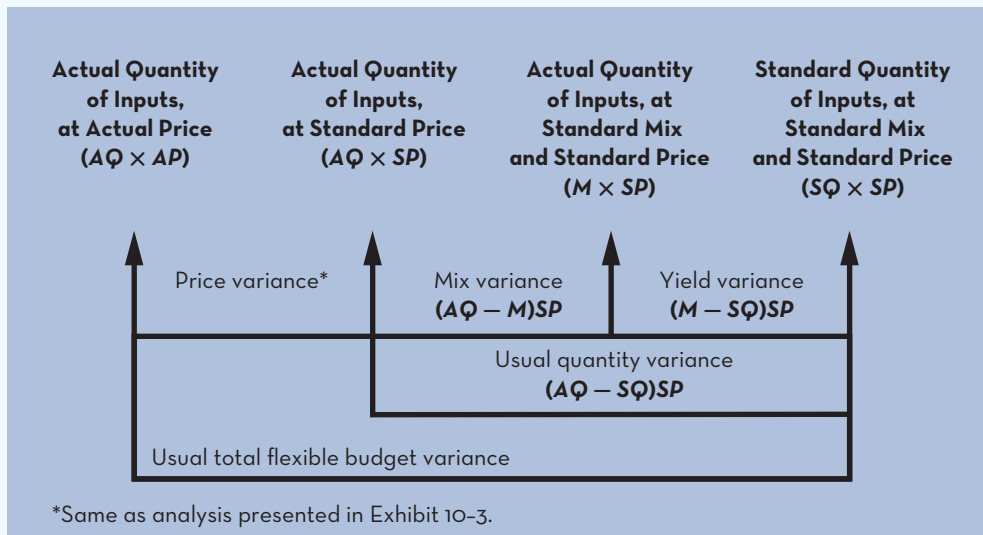 Actual Quantity
of Inputs,
at Actual Price
(AQ × AP)
Actual Quantity
of Inputs,
at Standard Price
(AQ × SP)
Actual Quantity
of Inputs, at
Standard Mix
and Standard Price
(M × SP)
Standard Quantity
of Inputs, at
Standard Mix
and Standard Price
(SQ × SP)
Price variance*
Mix variance
(AQ — M)SP
Yield variance
(M — SQ)SP
Usual quantity variance
(AQ — SQ)SP
Usual total flexible budget variance
*Same as analysis presented in Exhibit 10–3.